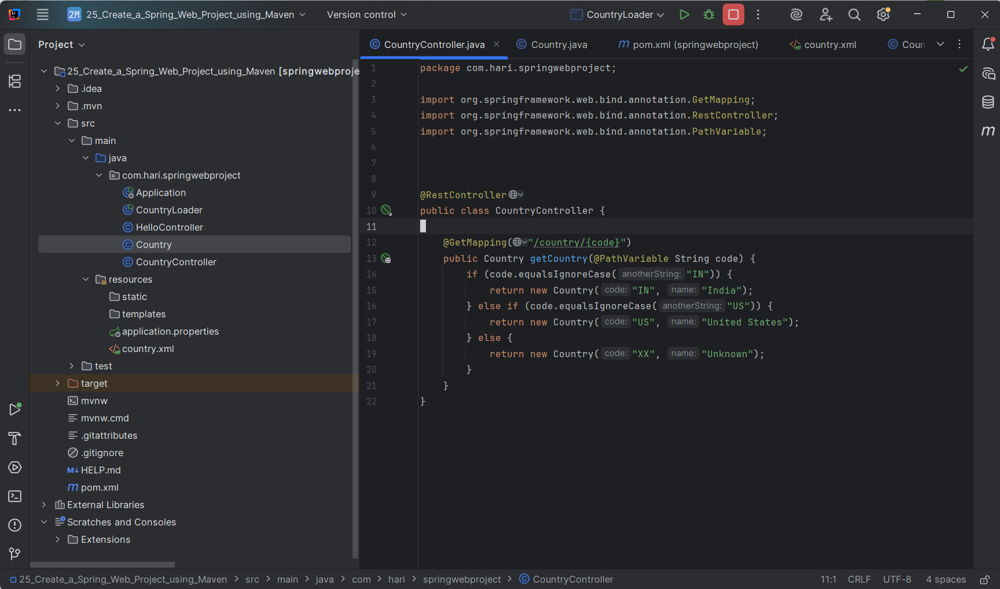 2M 25_Create_a_Spring_Web_Project_using_Maven Version control CountryLoader
Project
25_Create_a_Spring_Web_Project_using_Maven [springwebproje
.idea
.mvn
src
main
java
com.hari.springwebproject
Application
CountryLoader
HelloController
Country
CountryController
resources
static
templates
application.properties
country.xml
test
target
mvnw
mvnw.cmd
.gitattributes
.gitignore
M↓ HELP.md
m pom.xml
External Libraries
Scratches and Consoles
Extensions
CountryController.java Country.java m pom.xml (springwebproject) country.xml Coun
1 package com.hari.springwebproject;
2
3 import org.springframework.web.bind.annotation.GetMapping;
4 import org.springframework.web.bind.annotation.RestController;
5 import org.springframework.web.bind.annotation.PathVariable;
6
7
8
9 @RestController
10 public class CountryController {
11
12 @GetMapping("/country/{code}")
13 public Country getCountry(@PathVariable String code) {
14 if (code.equalsIgnoreCase( anotherString: "IN")) {
15 return new Country( code: "IN", name: "India");
16 } else if (code.equalsIgnoreCase( anotherString: "US")) {
17 return new Country( code: "US", name: "United States");
18 } else {
19 return new Country( code: "XX", name: "Unknown");
20 }
21 }
22 }
m
25_Create_a_Spring_Web_Project_using_Maven > src > main > java > com > hari > springwebproject > CountryController 11:1 CRLF UTF-8 4 spaces